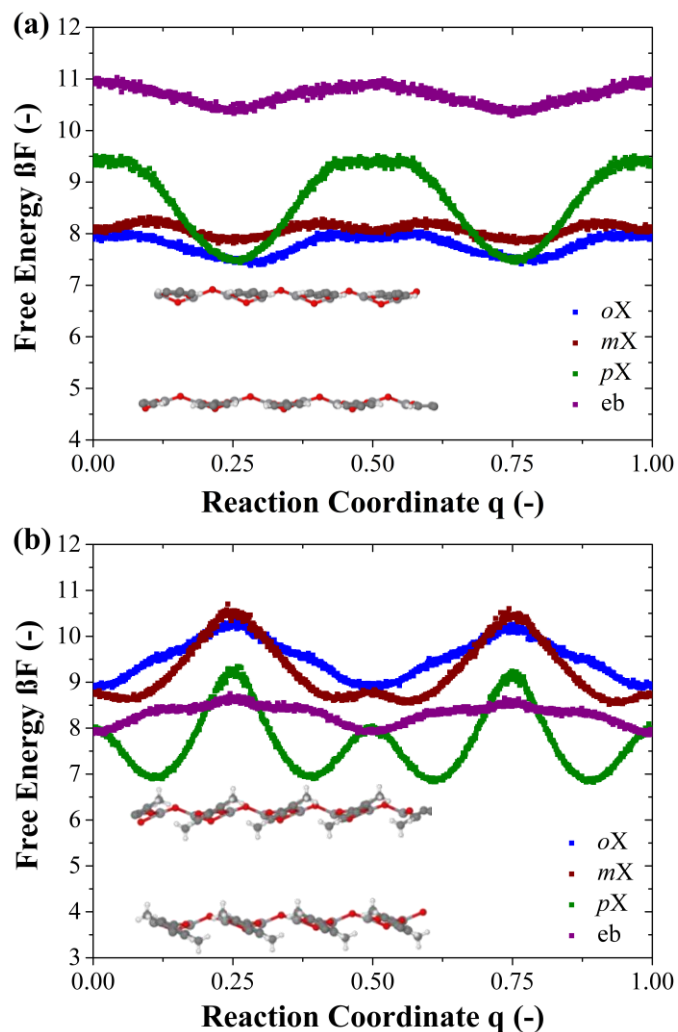 (a)
12
11
10
9
8
7
6
5
4
Free Energy βF (-)
oX
mX
pX
eb
0.00 0.25 0.50 0.75 1.00
Reaction Coordinate q (-)
(b)
12
11
10
9
8
7
6
5
4
3
Free Energy βF (-)
oX
mX
pX
eb
0.00 0.25 0.50 0.75 1.00
Reaction Coordinate q (-)